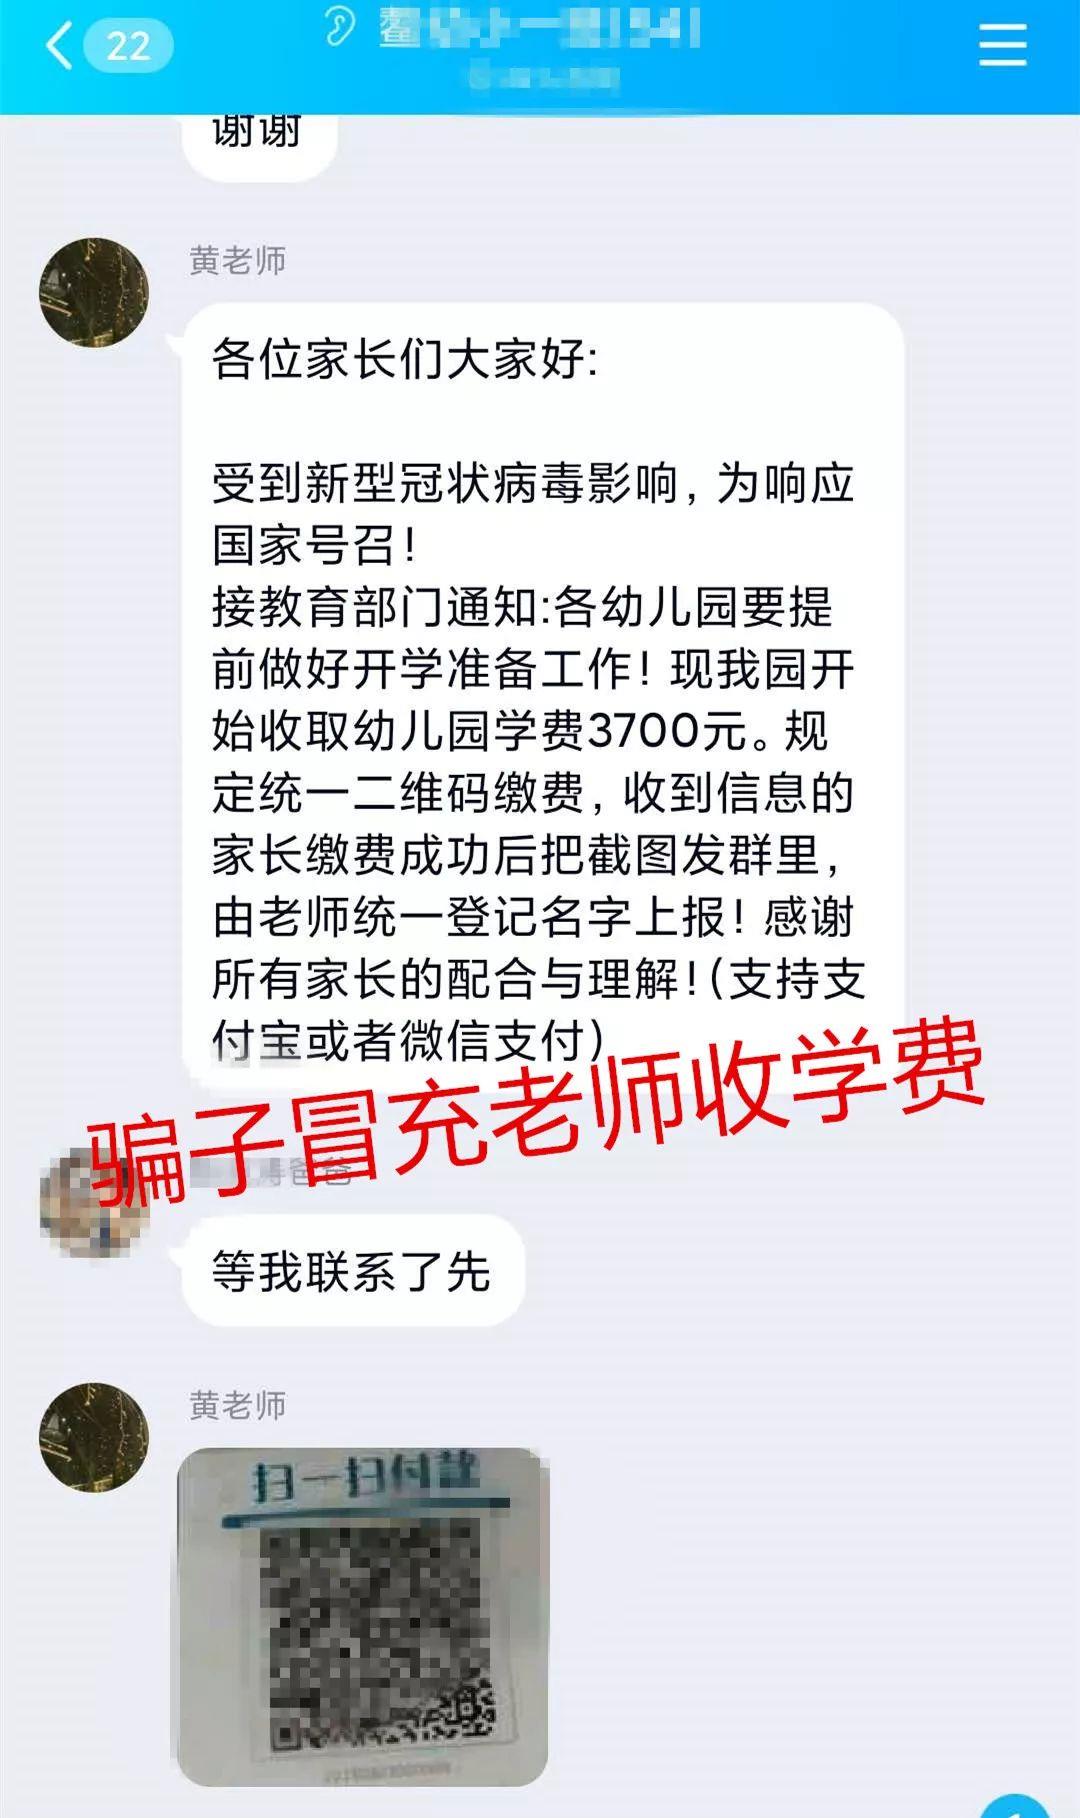 22
谢谢
黄老师
各位家长们大家好:
受到新型冠状病毒影响，为响应
国家号召！
接教育部门通知:各幼儿园要提
前做好开学准备工作！现我园开
始收取幼儿园学费3700元。规
定统一二维码缴费，收到信息的
家长缴费成功后把截图发群里，
由老师统一登记名字上报！感谢
所有家长的配合与理解！（支持支
付宝或者微信支付）
骗子冒充老师收学费
爸爸
等我联系了先
黄老师
扫一扫付款